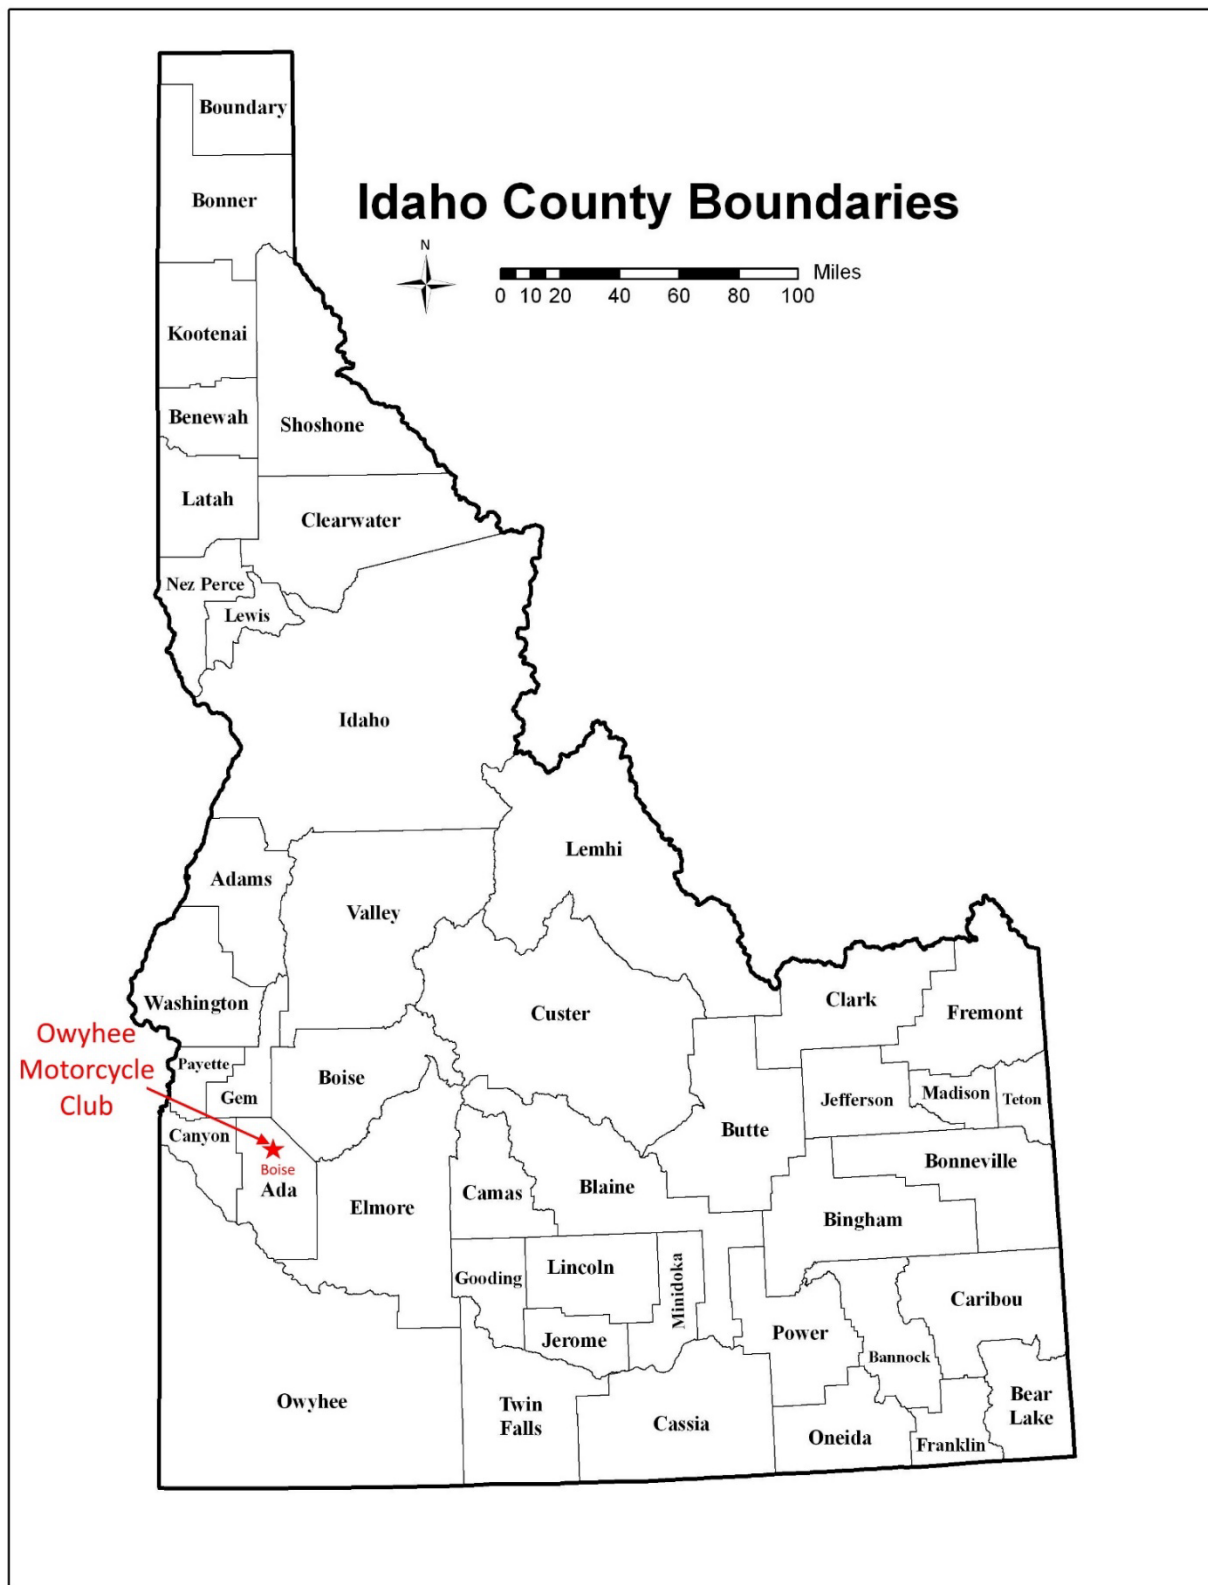 Boundary
Bonner
Idaho County Boundaries
N
Miles
0 10 20 40 60 80 100
Kootenai
Benewah
Shoshone
Latah
Clearwater
Nez Perce
Lewis
Idaho
Lemhi
Adams
Valley
Washington
Custer
Clark
Fremont
Owyhee
Motorcycle
Club
Payette
Gem
Boise
Jefferson
Madison
Teton
Canyon
Butte
Boise
Ada
Elmore
Camas
Blaine
Bonneville
Bingham
Gooding
Lincoln
Minidoka
Jerome
Power
Caribou
Bannock
Owyhee
Twin
Falls
Cassia
Oneida
Franklin
Bear
Lake